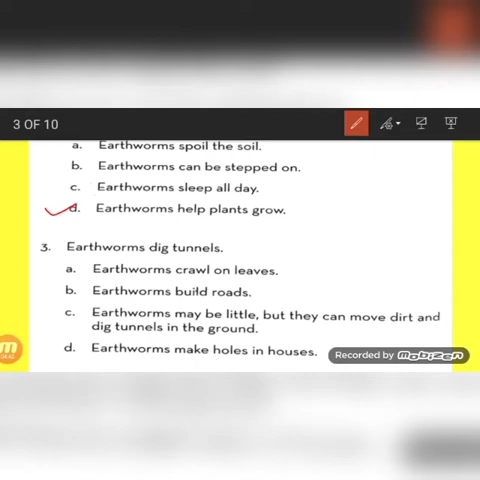 3 OF 10
a. Earthworms spoil the soil.
b. Earthworms can be stepped on.
c. Earthworms sleep all day.
d. Earthworms help plants grow.
3. Earthworms dig tunnels.
a. Earthworms crawl on leaves.
b. Earthworms build roads.
c. Earthworms may be little, but they can move dirt and
dig tunnels in the ground.
d. Earthworms make holes in houses.
m
04:42
Recorded by Mobizen